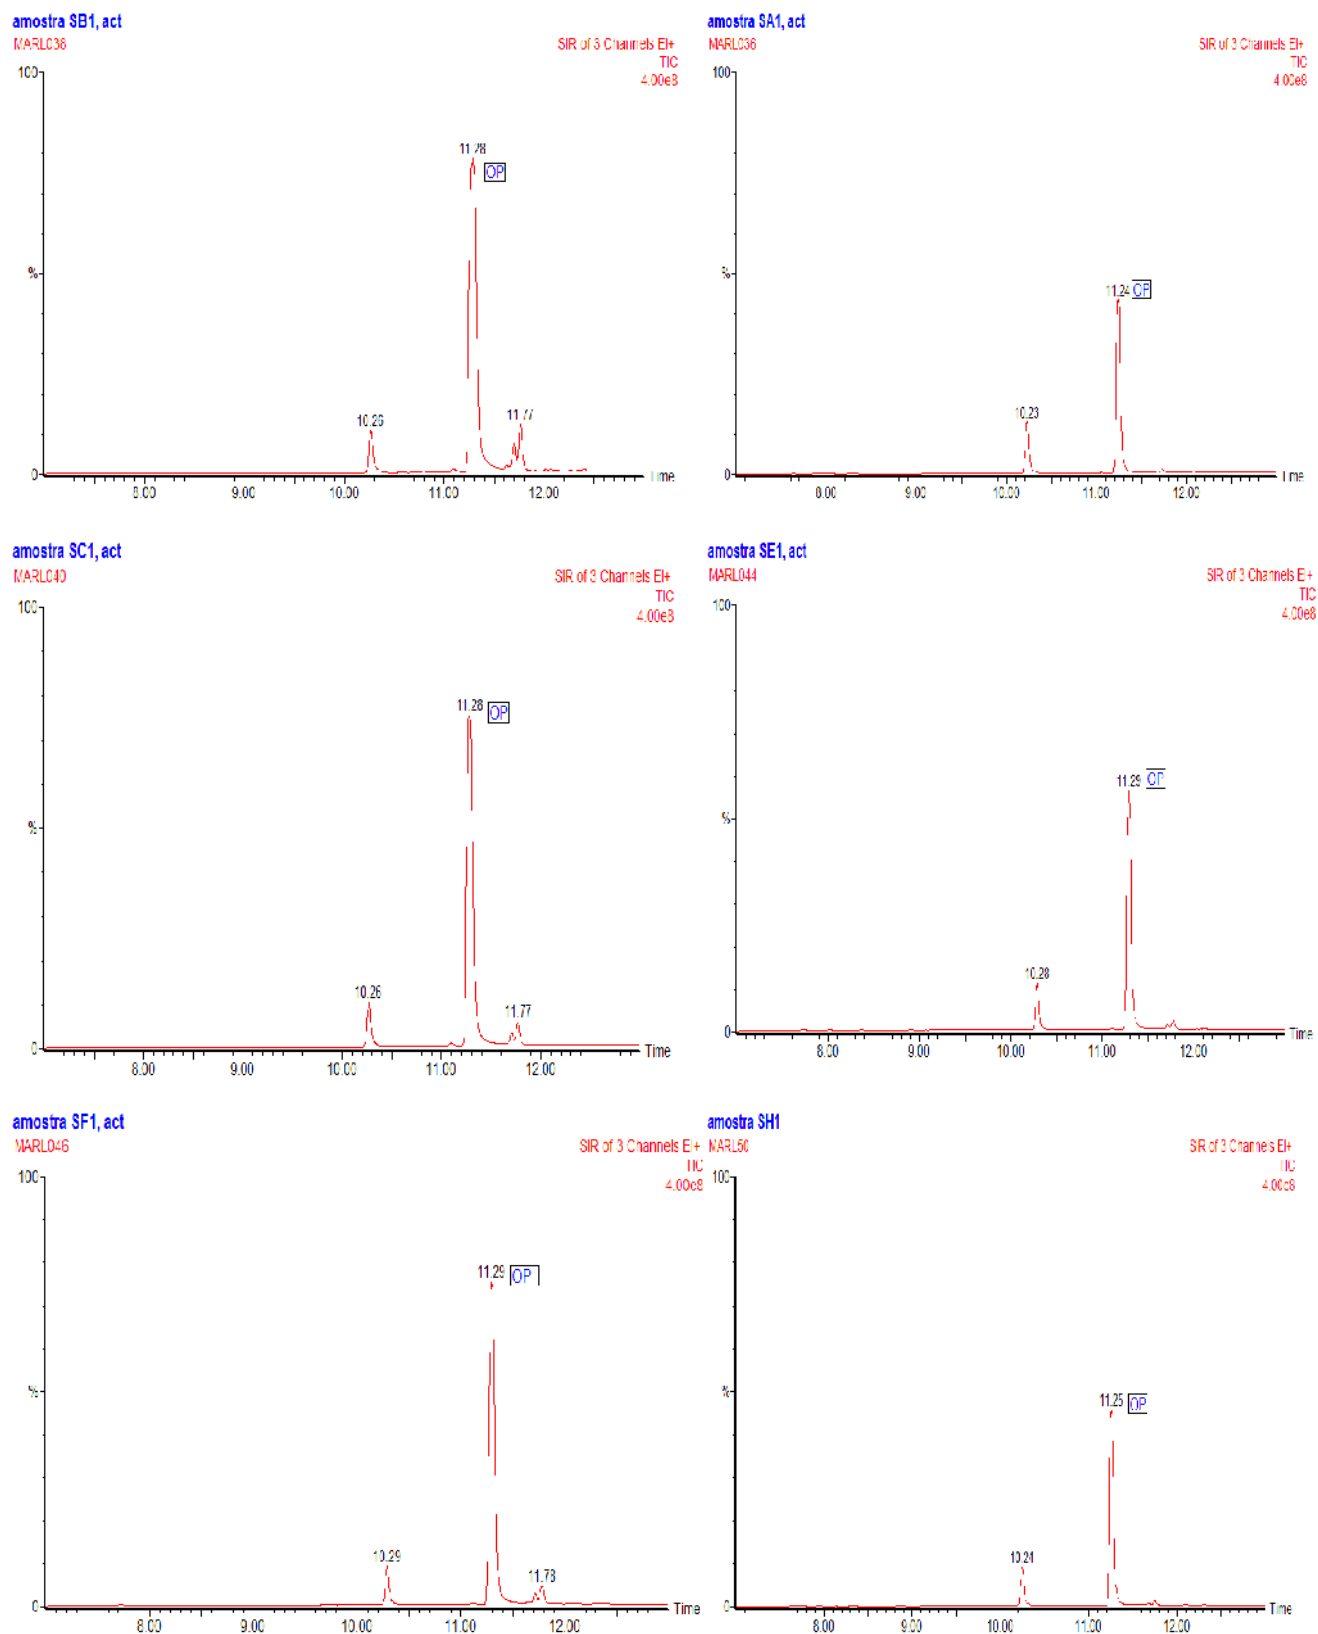 amostra SB1, act
MARL038
SIR of 3 Channels EI+
TIC
4.00e8
100
%
0
11.78
OP
10.26
11.77
8.00 9.00 10.00 11.00 12.00
Time
amostra SA1, act
MARL036
SIR of 3 Channels EI+
TIC
4.00e8
100
%
0
11.24 OP
10.23
8.00 9.00 10.00 11.00 12.00
Time
amostra SC1, act
MARL040
SIR of 3 Channels EI+
TIC
4.00e8
100
%
0
11.28 OP
10.26
11.77
8.00 9.00 10.00 11.00 12.00
Time
amostra SE1, act
MARL044
SIR of 3 Channels EI+
TIC
4.00e8
100
%
0
11.29 OP
10.28
8.00 9.00 10.00 11.00 12.00
Time
amostra SF1, act
MARL046
SIR of 3 Channels EI+
TIC
4.00e8
100
%
0
11.29 OP
10.29
11.78
8.00 9.00 10.00 11.00 12.00
Time
amostra SH1
MARL50
SIR of 3 Channels EI+
TIC
4.00e8
100
%
0
11.25 OP
10.24
8.00 9.00 10.00 11.00 12.00
Time